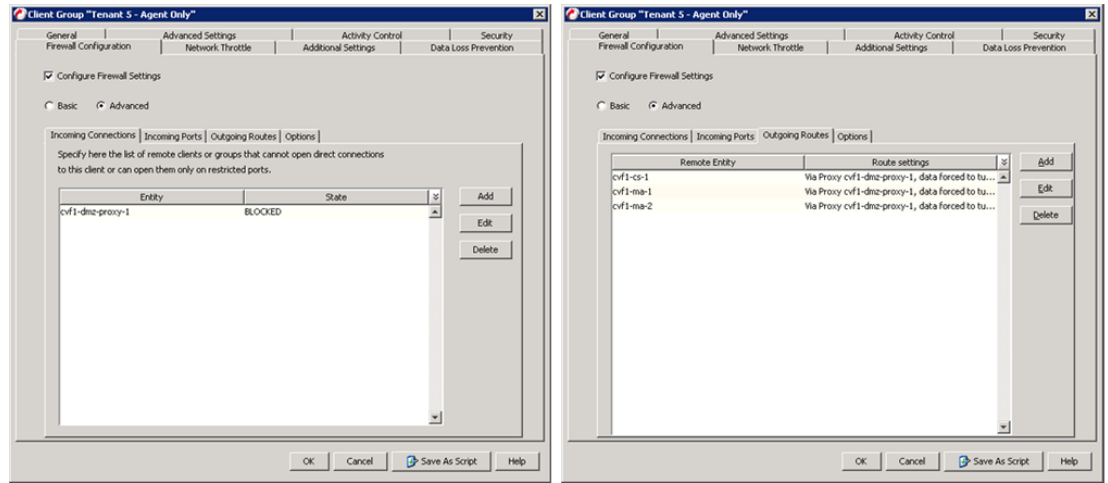 Client Group "Tenant 5 - Agent Only"
General Advanced Settings Activity Control Security
Firewall Configuration Network Throttle Additional Settings Data Loss Prevention
Configure Firewall Settings
Basic Advanced
Incoming Connections Incoming Ports Outgoing Routes Options
Specify here the list of remote clients or groups that cannot open direct connections
to this client or can open them only on restricted ports.
Entity State
cvf1-dmz-proxy-1 BLOCKED
Add
Edit
Delete
OK Cancel Save As Script Help
Client Group "Tenant 5 - Agent Only"
General Advanced Settings Activity Control Security
Firewall Configuration Network Throttle Additional Settings Data Loss Prevention
Configure Firewall Settings
Basic Advanced
Incoming Connections Incoming Ports Outgoing Routes Options
Remote Entity Route settings
cvf1-cs-1 Via Proxy cvf1-dmz-proxy-1, data forced to tu...
cvf1-ma-1 Via Proxy cvf1-dmz-proxy-1, data forced to tu...
cvf1-ma-2 Via Proxy cvf1-dmz-proxy-1, data forced to tu...
Add
Edit
Delete
OK Cancel Save As Script Help